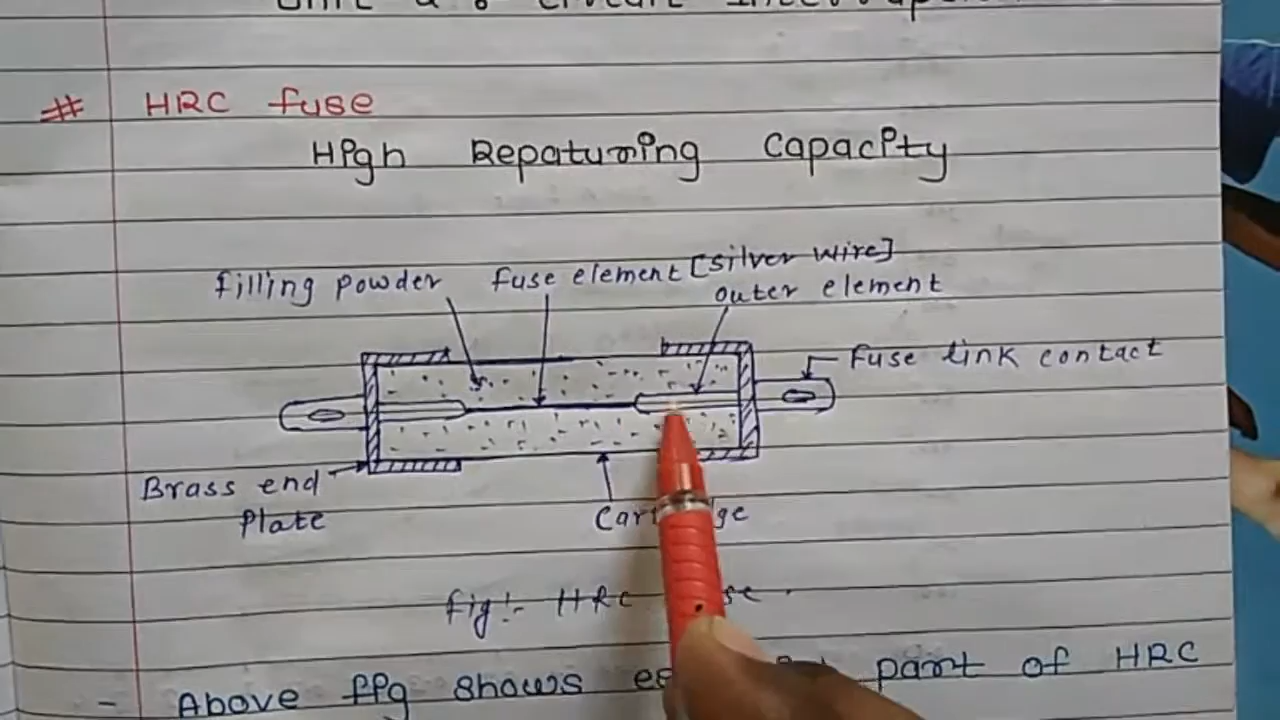 # HRC fuse
High Repaturing Capacity
filling powder fuse element [silver wire]
outer element
fuse link contact
Brass end
Plate
fig:- HRC
- Above fig shows part of HRC